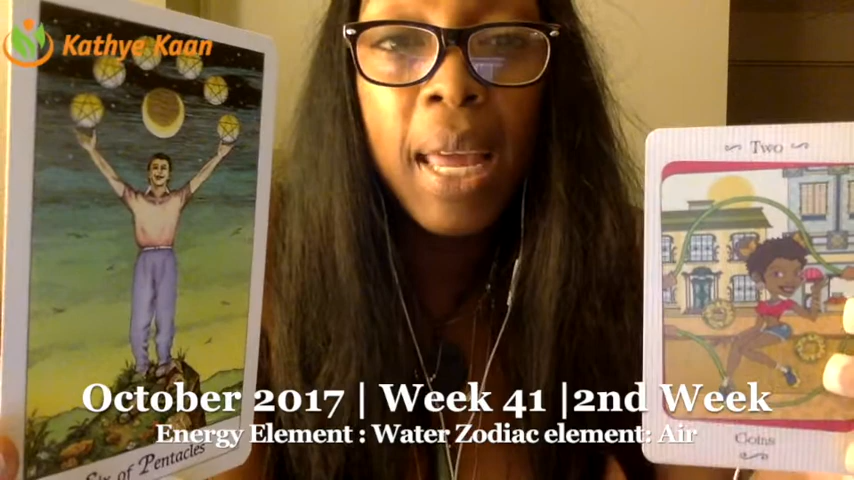 Kathye Kaan
Two
October 2017 | Week 41 |2nd Week
Energy Element : Water Zodiac element: Air
Six of Pentacles
Coins